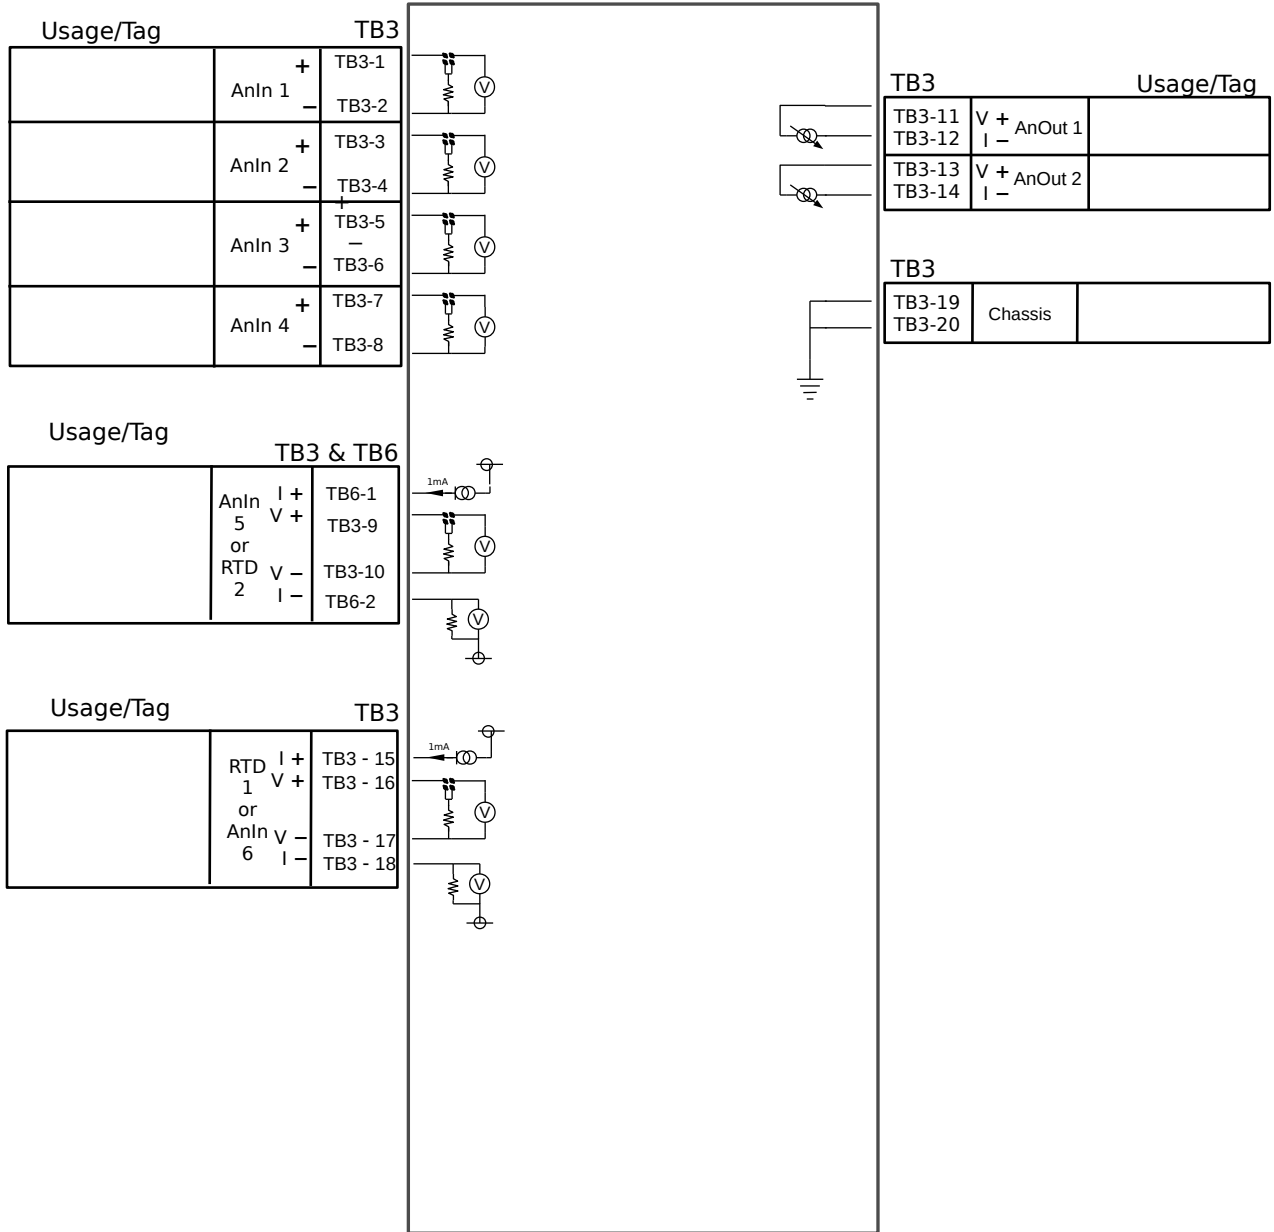 Usage/Tag TB3
AnIn 1 + TB3-1
− TB3-2
AnIn 2 + TB3-3
− TB3-4
+
AnIn 3 + TB3-5
−
− TB3-6
AnIn 4 + TB3-7
− TB3-8
V
V
V
V
TB3 Usage/Tag
TB3-11 V + AnOut 1
TB3-12 I −
TB3-13 V + AnOut 2
TB3-14 I −
TB3
TB3-19 Chassis
TB3-20
Usage/Tag
TB3 & TB6
AnIn I + TB6-1
5 V + TB3-9
or
RTD V − TB3-10
2 I − TB6-2
1mA
V
V
Usage/Tag TB3
RTD I + TB3 - 15
1 V + TB3 - 16
or
AnIn V − TB3 - 17
6 I − TB3 - 18
1mA
V
V